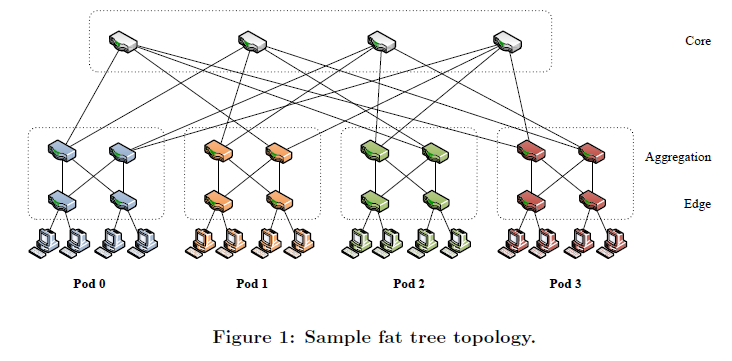 Core
Aggregation
Edge
Pod 0 Pod 1 Pod 2 Pod 3
Figure 1: Sample fat tree topology.